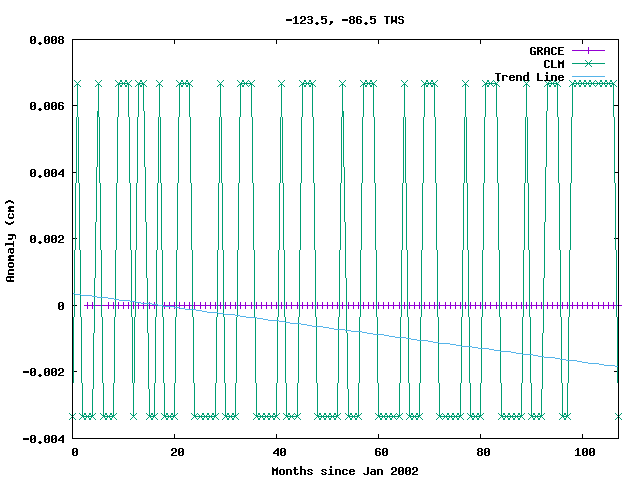 -123.5, -86.5 TWS
GRACE
CLM
Trend Line
0.008
0.006
0.004
0.002
0
-0.002
-0.004
Anomaly (cm)
0 20 40 60 80 100
Months since Jan 2002